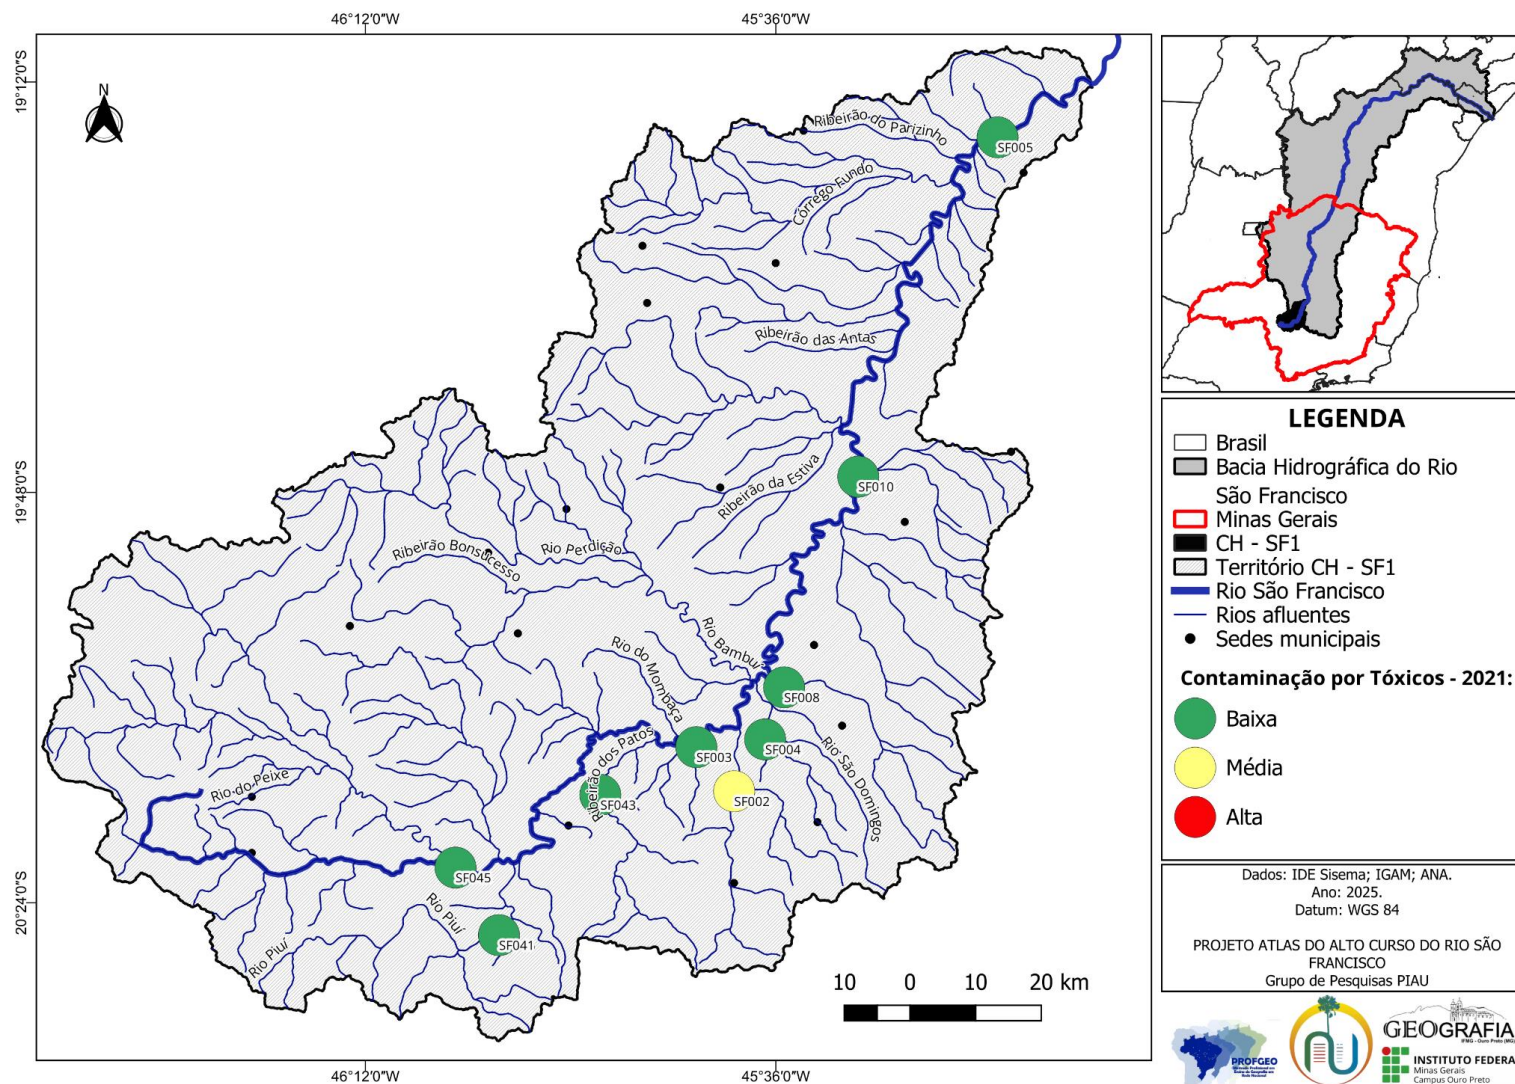 46°12'0"W
45°36'0"W
19°12'0"S
19°48'0"S
20°24'0"S
N
Ribeirão do Parizinho
SF005
Córrego Fundo
Ribeirão das Antas
Ribeirão da Estiva
SF010
Ribeirão Bonsucesso
Rio Perdição
Rio Bambuí
Rio do Mombaça
SF008
SF004
SF003
Rio São Domingos
Ribeirão dos Patos
SF043
SF002
Rio do Peixe
SF045
Rio Piuí
Rio Piuí
SF041
10 0 10 20 km
46°12'0"W
45°36'0"W
LEGENDA
Brasil
Bacia Hidrográfica do Rio
São Francisco
Minas Gerais
CH - SF1
Território CH - SF1
Rio São Francisco
Rios afluentes
Sedes municipais
Contaminação por Tóxicos - 2021:
Baixa
Média
Alta
Dados: IDE Sisema; IGAM; ANA.
Ano: 2025.
Datum: WGS 84
PROJETO ATLAS DO ALTO CURSO DO RIO SÃO
FRANCISCO
Grupo de Pesquisas PIAU
PROFGEO
GEOGRAFIA
IFMG - Ouro Preto (MG)
INSTITUTO FEDERA
Minas Gerais
Campus Ouro Preto